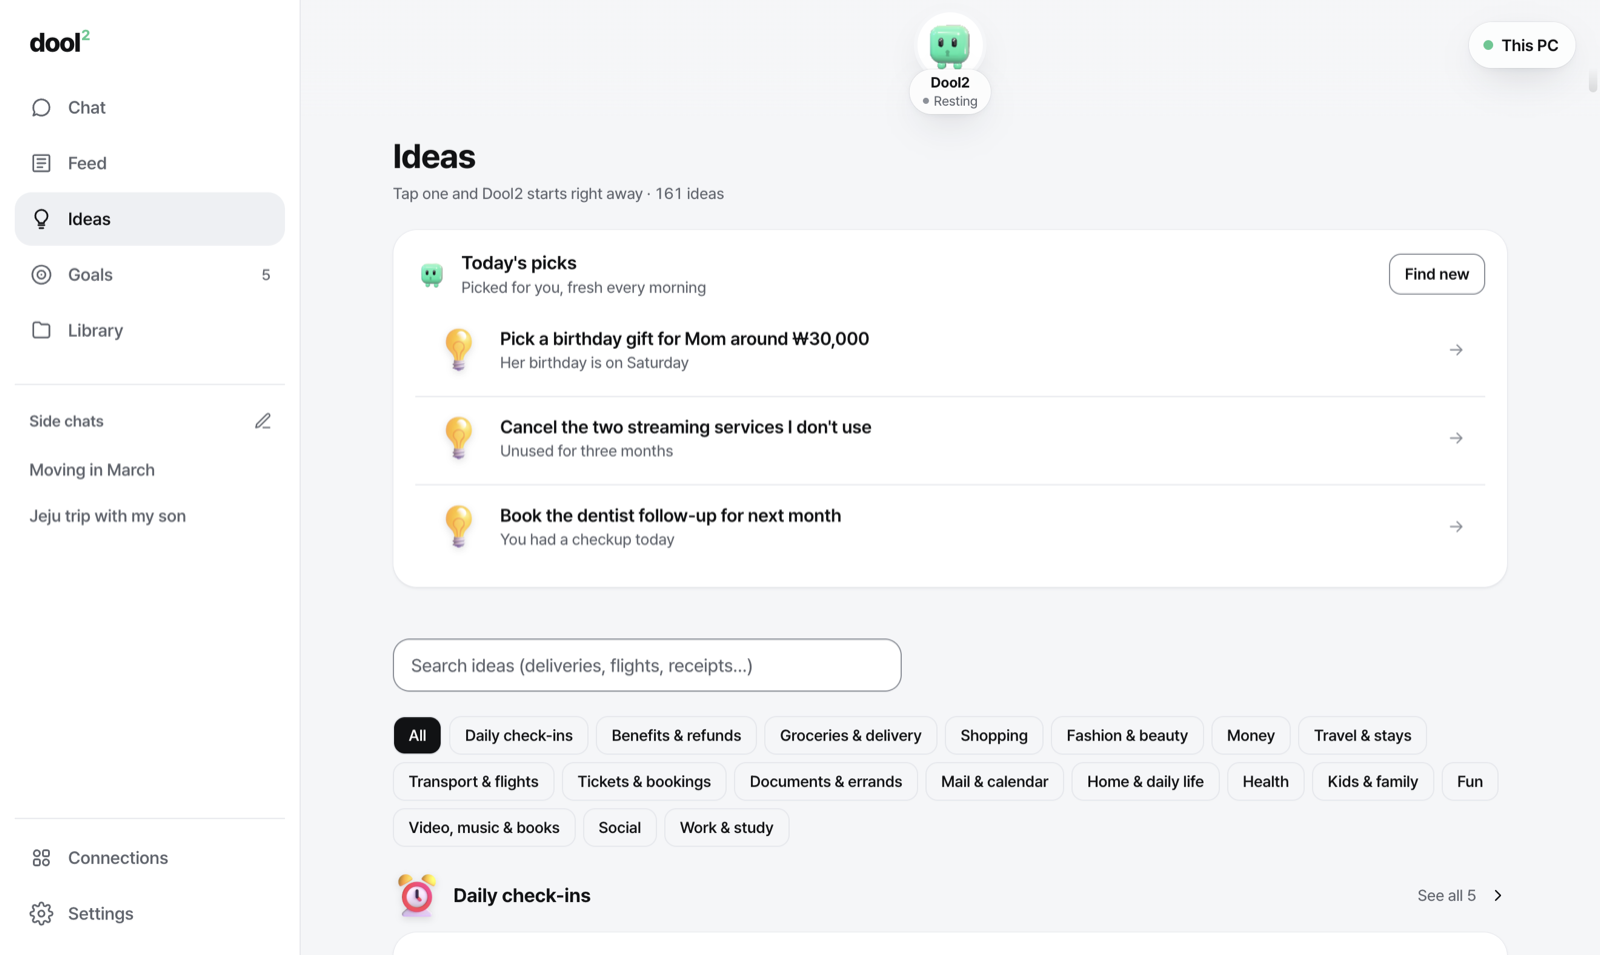 dool2
Chat
Feed
Ideas
Goals 5
Library
Side chats
Moving in March
Jeju trip with my son
Connections
Settings
Dool2
Resting
This PC
Ideas
Tap one and Dool2 starts right away · 161 ideas
Today's picks
Picked for you, fresh every morning
Find new
Pick a birthday gift for Mom around ₩30,000
Her birthday is on Saturday
Cancel the two streaming services I don't use
Unused for three months
Book the dentist follow-up for next month
You had a checkup today
Search ideas (deliveries, flights, receipts...)
All Daily check-ins Benefits & refunds Groceries & delivery Shopping Fashion & beauty Money Travel & stays
Transport & flights Tickets & bookings Documents & errands Mail & calendar Home & daily life Health Kids & family Fun
Video, music & books Social Work & study
Daily check-ins
See all 5